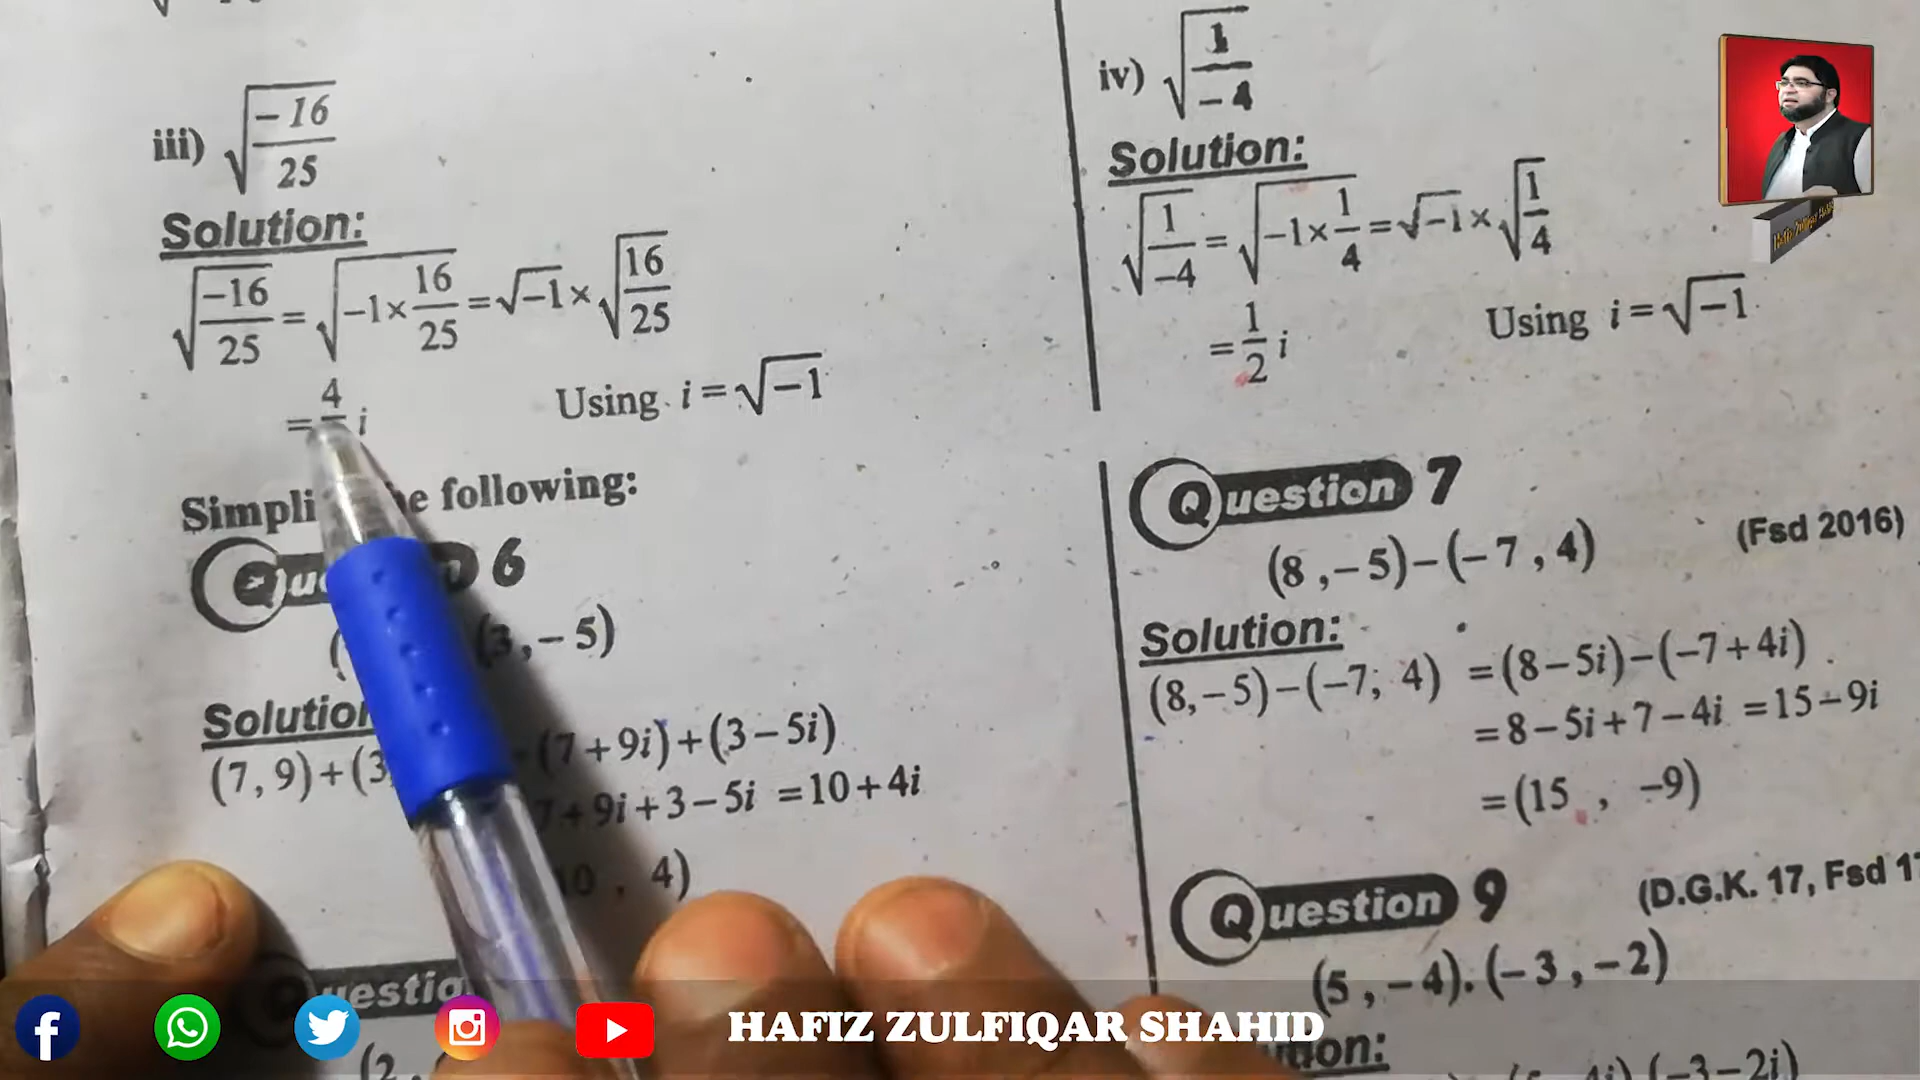 iii) √(-16/25)
Solution:
√(-16/25) = √(-1×16/25) = √-1 × √(16/25)
= 4 i Using i = √-1
following:
6
3, -5)
(7, 9)+(3 (7+9i)+(3-5i)
7+9i+3-5i =10+4i
, 4)
iv) √(1/-4)
Solution:
√(1/-4) = √(-1×1/4) = √-1 × √(1/4)
= 1/2 i Using i = √-1
Question 7
(8 ,-5)-(-7 , 4) (Fsd 2016)
Solution:
(8,-5)-(-7; 4) =(8-5i)-(-7+4i)
=8-5i+7-4i =15-9i
=(15 , -9)
Question 9 (D.G.K. 17, Fsd
(5 , -4).(-3 , -2)
(-3-2i)
Hafiz Zulfiqar
HAFIZ ZULFIQAR SHAHID